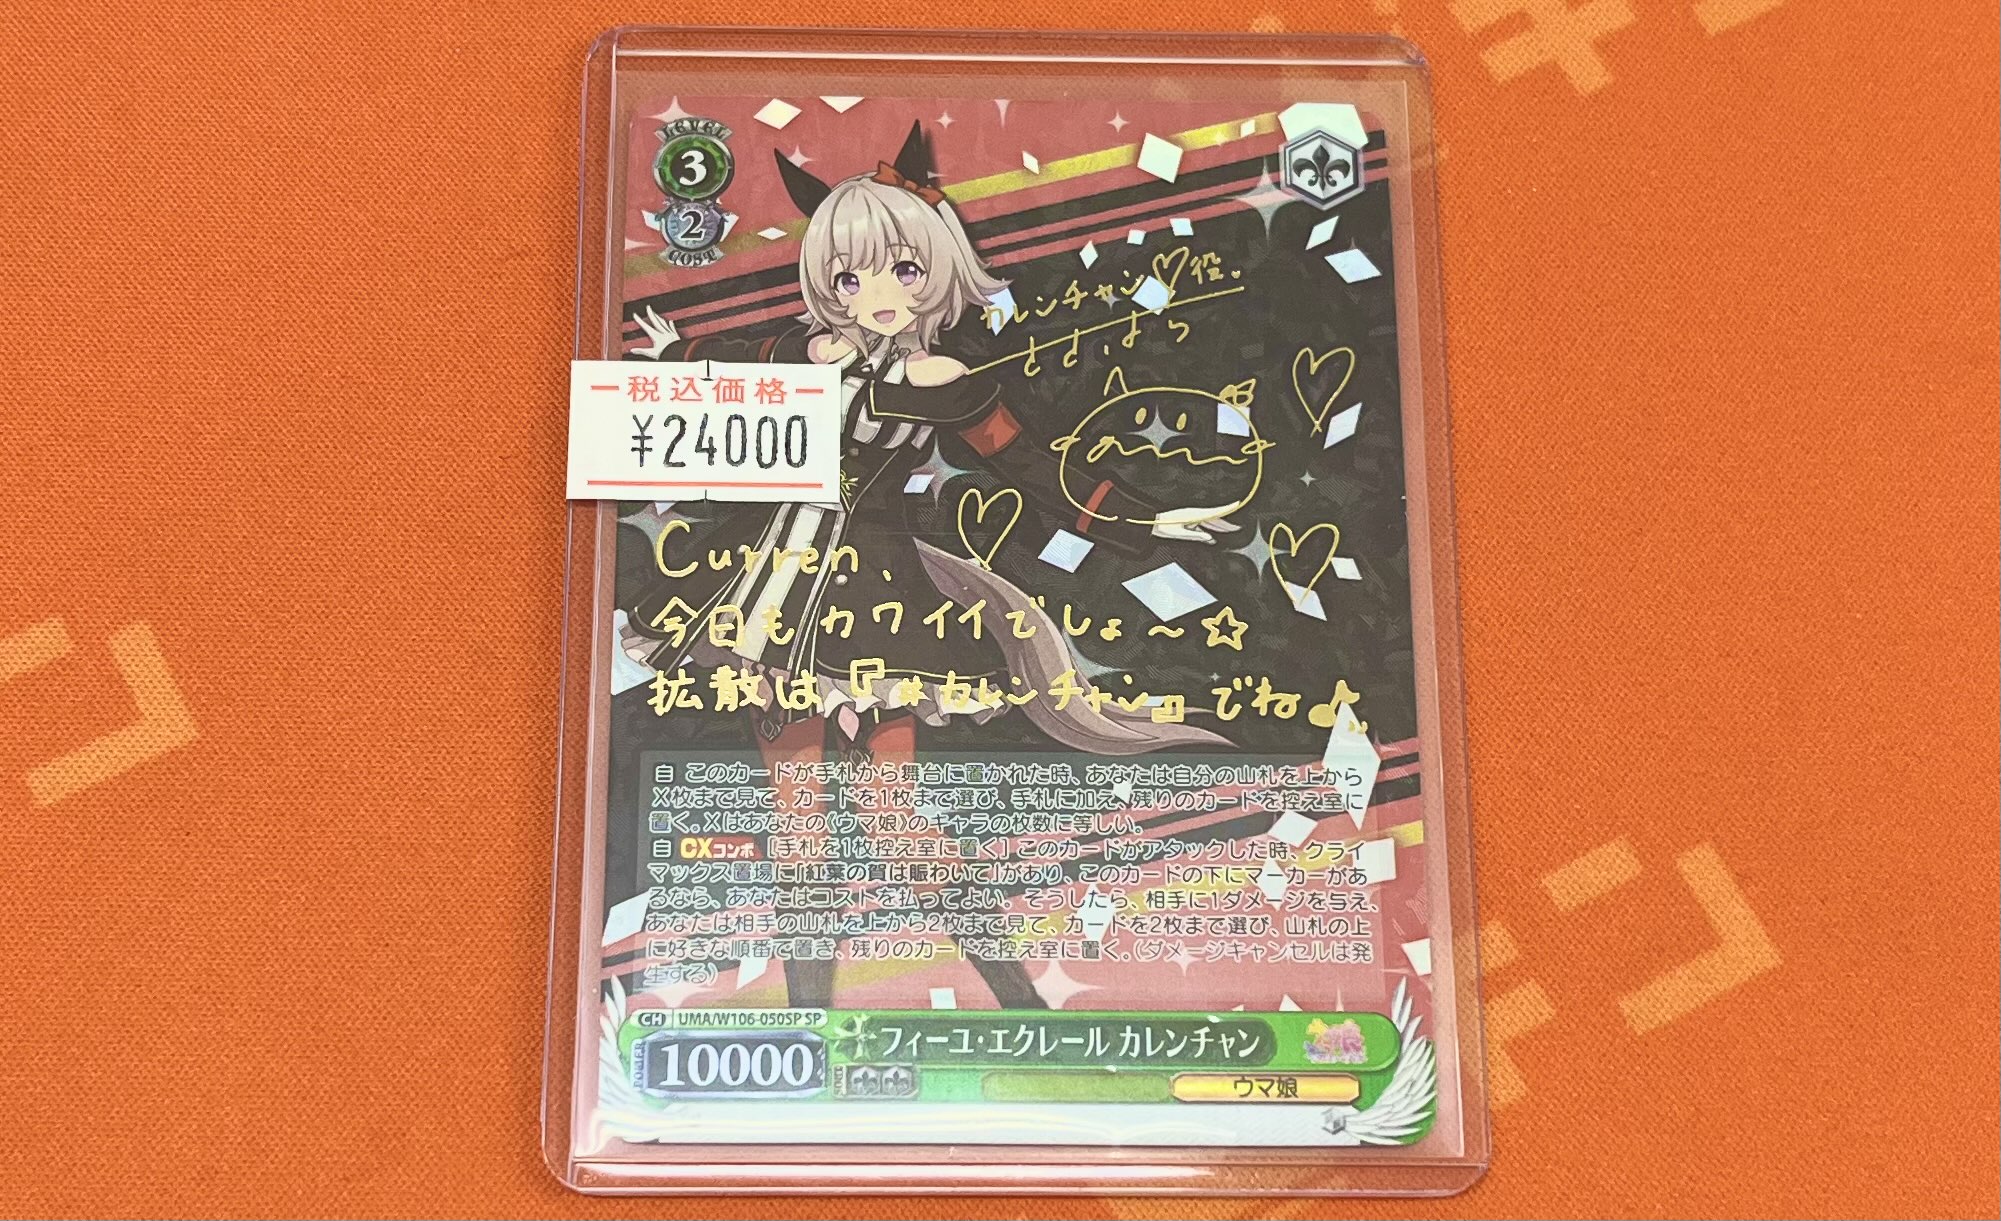 LEVEL
3
2
COST
カレンチャン♡役.
一税込価格一
¥24000
Curren.
今日もカワイイでしょ～☆
拡散は『#カレンチャン』でね♪
自 このカードが手札から舞台に置かれた時、あなたは自分の山札を上から
X枚まで見て、カードを1枚まで選び、手札に加え、残りのカードを控え室に
置く。Xはあなたの《ウマ娘》のキャラの枚数に等しい。
自 CXコンボ [手札を1枚控え室に置く] このカードがアタックした時、クライ
マックス置場に「紅葉の賀は賑わいて」があり、このカードの下にマーカーがあ
るなら、あなたはコストを払ってよい。そうしたら、相手に1ダメージを与え、
あなたは相手の山札を上から2枚まで見て、カードを2枚まで選び、山札の上
に好きな順番で置き、残りのカードを控え室に置く。（ダメージキャンセルは発
生する）
CH UMA/W106-050SP SP
フィーユ・エクレール カレンチャン
POWER 10000
SOUL
ウマ娘